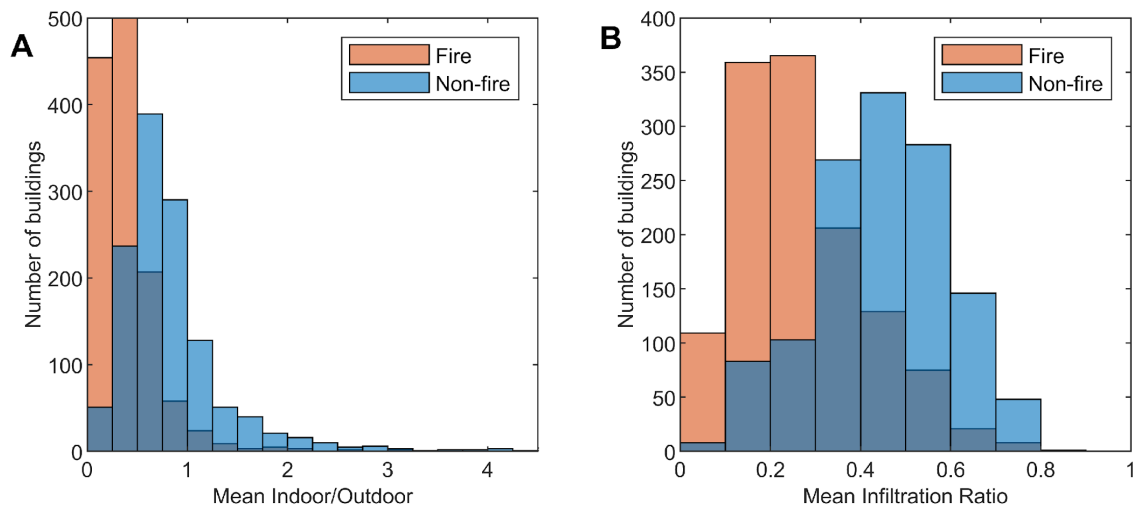 A
Number of buildings
500
400
300
200
100
0
Fire
Non-fire
0 1 2 3 4
Mean Indoor/Outdoor
B
Number of buildings
400
350
300
250
200
150
100
50
0
Fire
Non-fire
0 0.2 0.4 0.6 0.8 1
Mean Infiltration Ratio